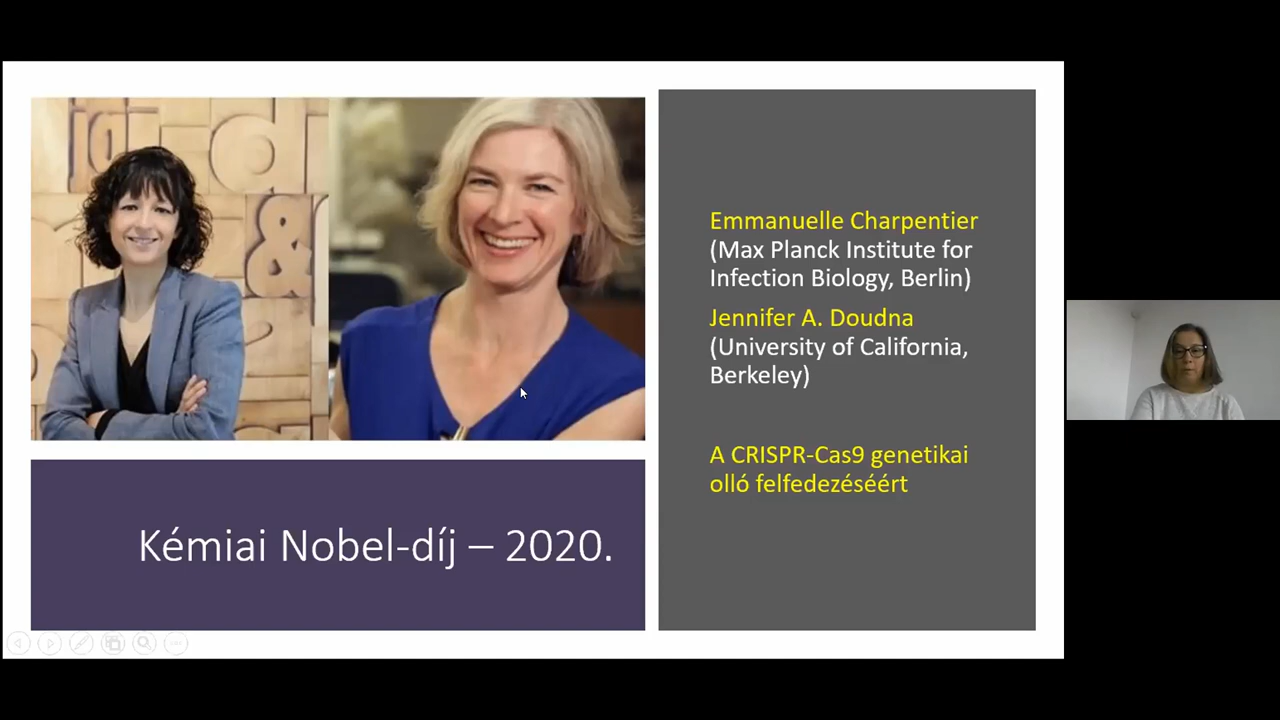 Emmanuelle Charpentier
(Max Planck Institute for
Infection Biology, Berlin)
Jennifer A. Doudna
(University of California,
Berkeley)
A CRISPR-Cas9 genetikai
olló felfedezéséért
Kémiai Nobel-díj – 2020.